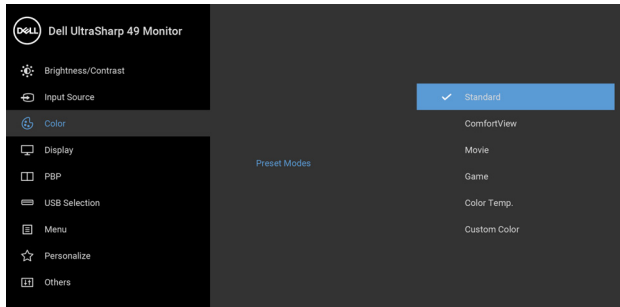 DELL Dell UltraSharp 49 Monitor
Brightness/Contrast
Input Source
Color
Display
PBP
USB Selection
Menu
Personalize
Others
Preset Modes
Standard
ComfortView
Movie
Game
Color Temp.
Custom Color